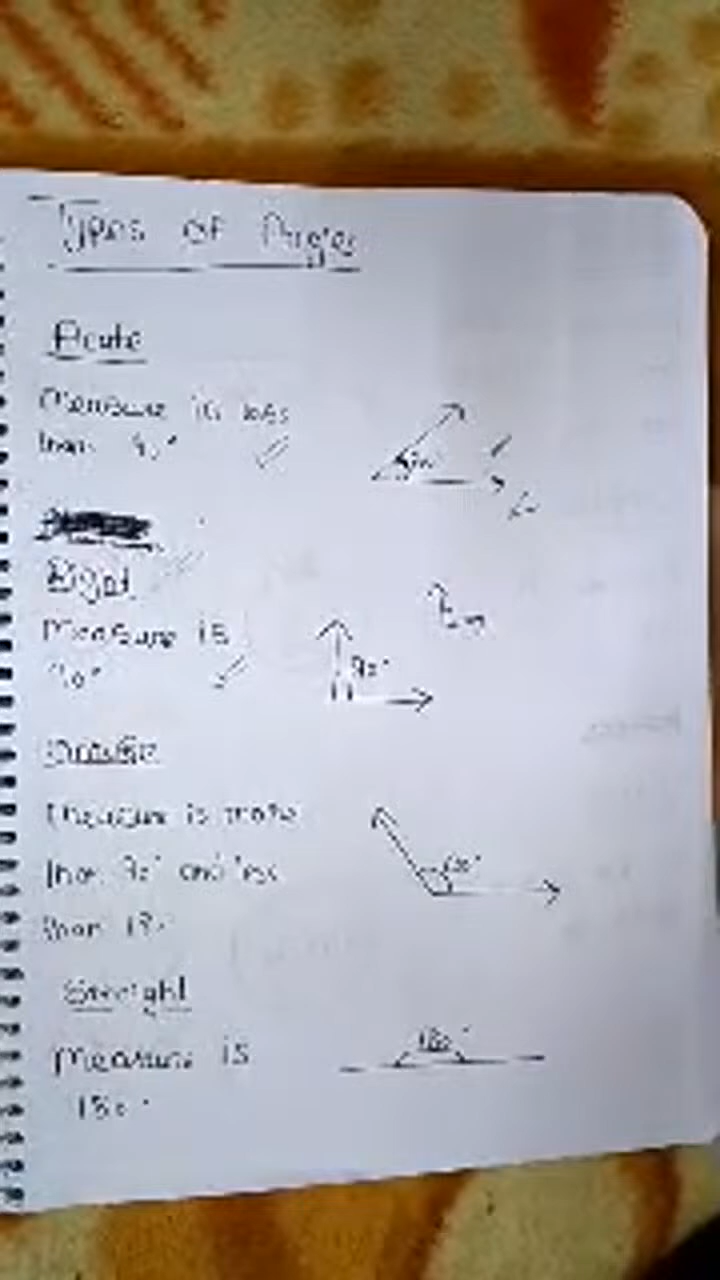 Types of Angles
Acute
Measure is less
than 90°
Right
Measure is
90°
90°
Measure is more
than 90° and less
than 180
Straight
Measure is
180°
180°